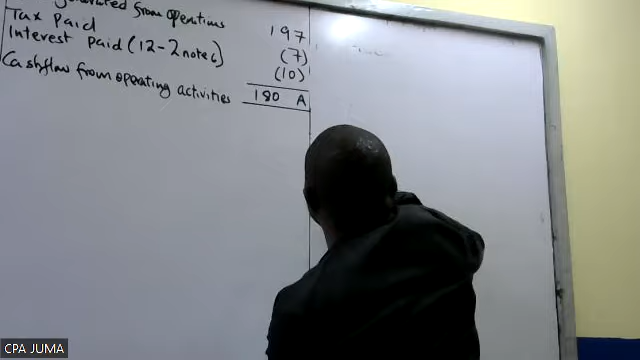 generated from operations 197
Tax Paid (7)
Interest Paid (12-2 note 6) (10)
Cashflow from operating activities 180 A
CPA JUMA